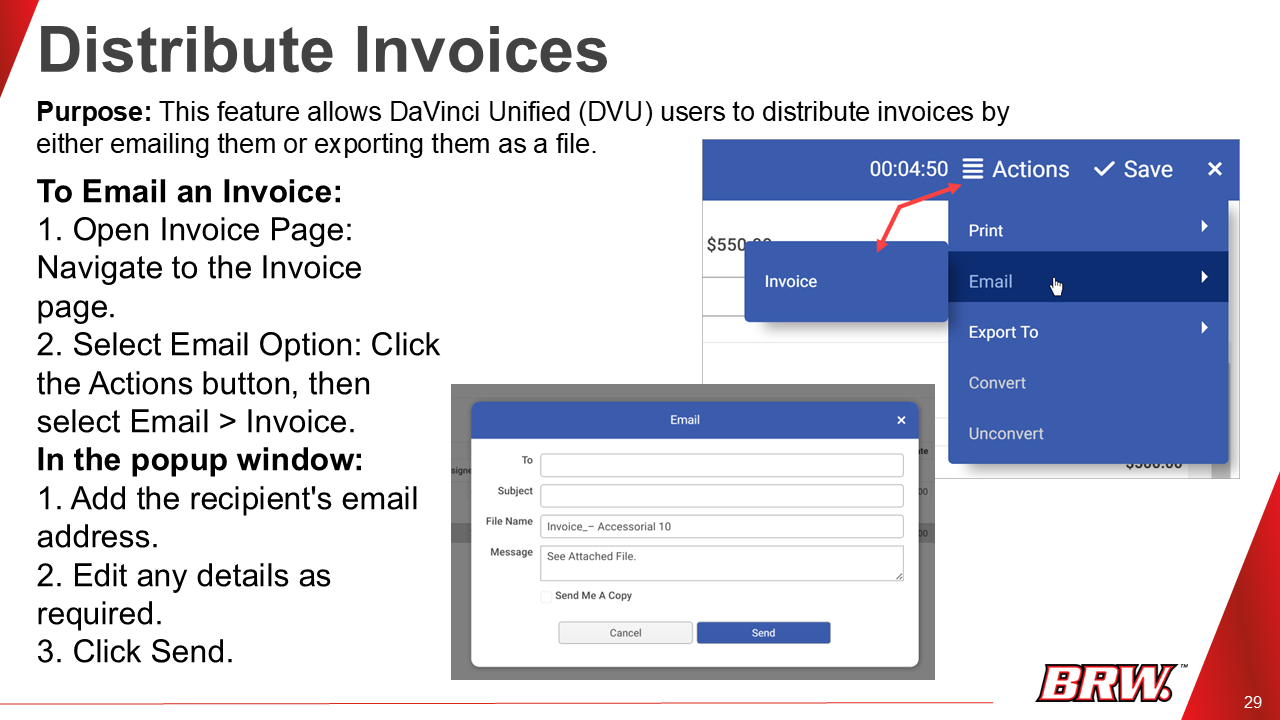 Distribute Invoices
Purpose: This feature allows DaVinci Unified (DVU) users to distribute invoices by
either emailing them or exporting them as a file.
To Email an Invoice:
1. Open Invoice Page:
Navigate to the Invoice
page.
2. Select Email Option: Click
the Actions button, then
select Email > Invoice.
In the popup window:
1. Add the recipient's email
address.
2. Edit any details as
required.
3. Click Send.
00:04:50 Actions Save ×
$550.00
Print
Invoice
Email
Export To
Convert
Unconvert
$500.00
Email ×
To
Subject
File Name Invoice_– Accessorial 10
Message See Attached File.
Send Me A Copy
Cancel Send
BRW.™
29